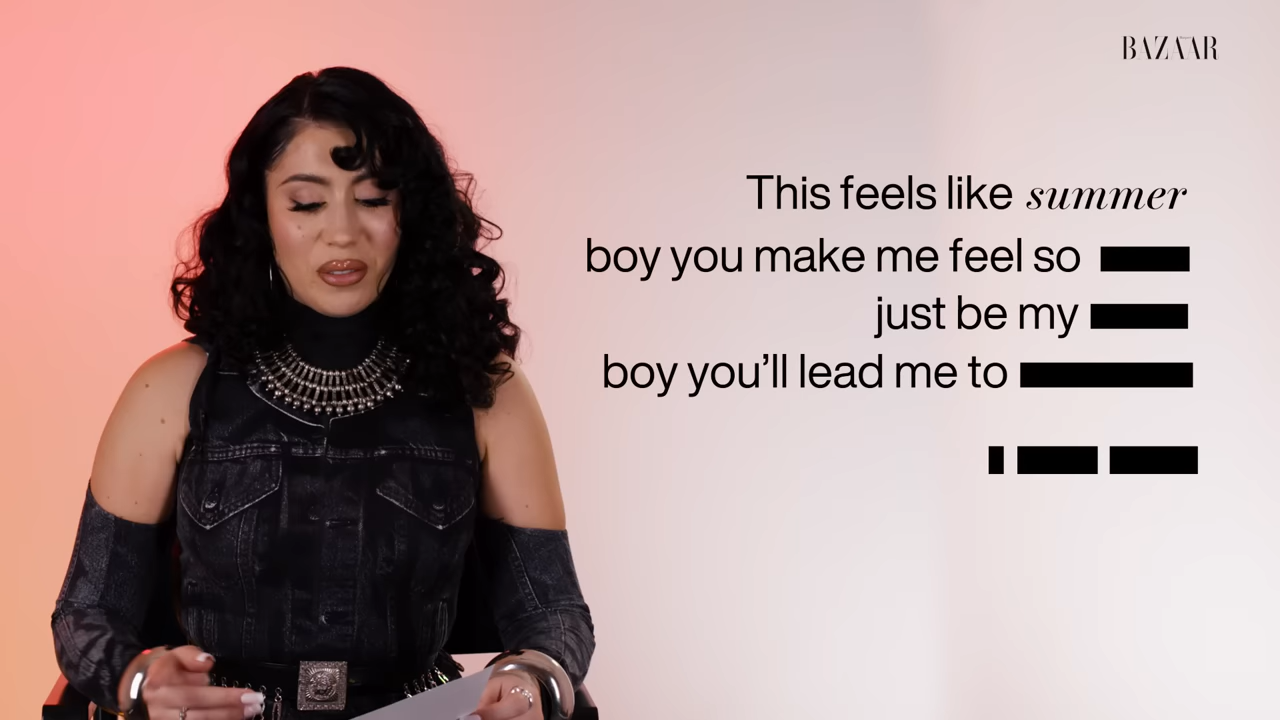 BAZAAR
This feels like summer
boy you make me feel so
just be my
boy you'll lead me to